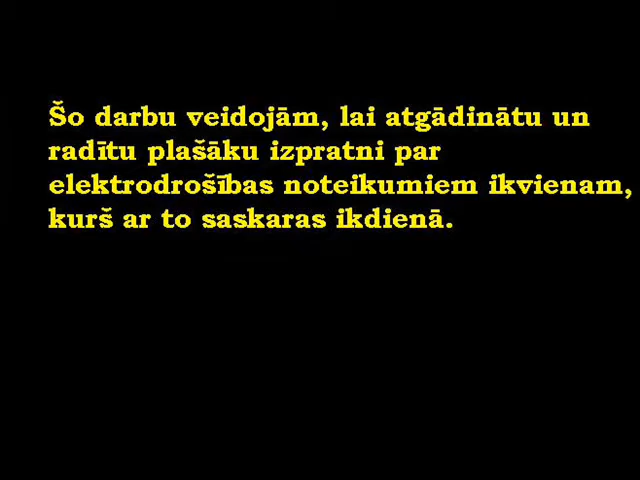 Šo darbu veidojām, lai atgādinātu un
radītu plašāku izpratni par
elektrodrošības noteikumiem ikvienam,
kurš ar to saskaras ikdienā.